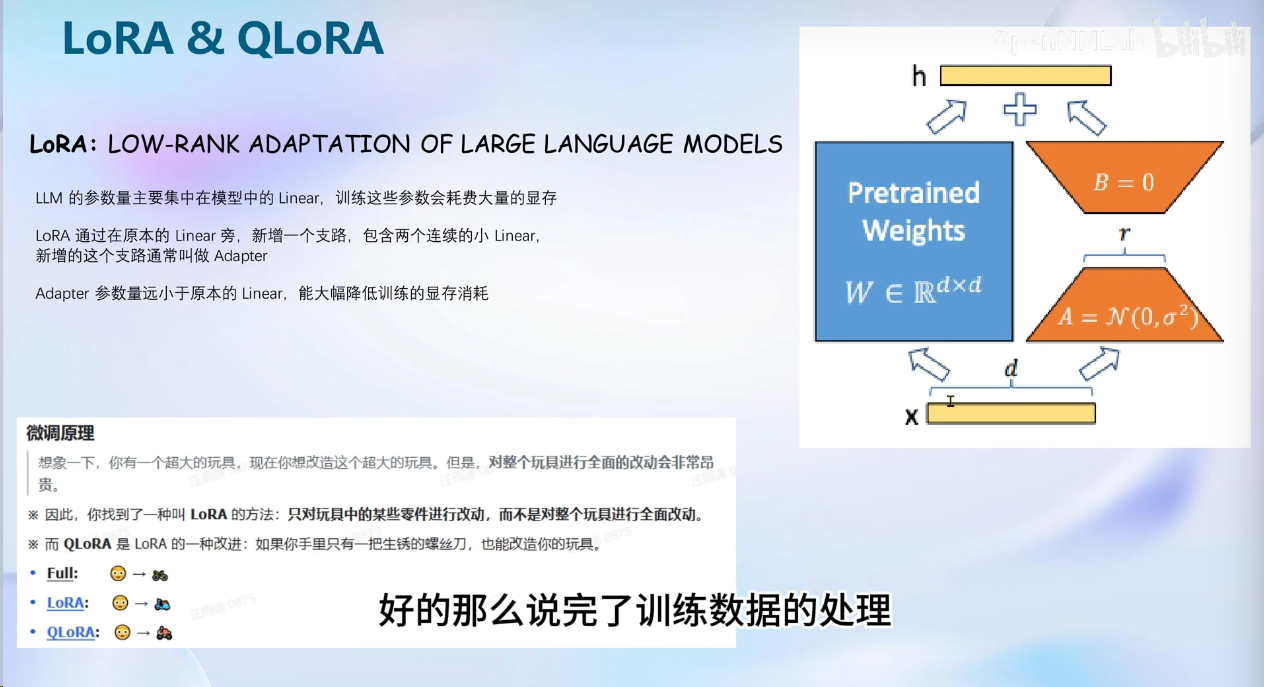 LoRA & QLoRA
OpenMMLab bilibili
LoRA: LOW-RANK ADAPTATION OF LARGE LANGUAGE MODELS
LLM 的参数量主要集中在模型中的 Linear，训练这些参数会耗费大量的显存
LoRA 通过在原本的 Linear 旁，新增一个支路，包含两个连续的小 Linear，
新增的这个支路通常叫做 Adapter
Adapter 参数量远小于原本的 Linear，能大幅降低训练的显存消耗
h
Pretrained
Weights
W ∈ ℝ^{d×d}
B = 0
r
A = 𝒩(0, σ²)
d
x
微调原理
想象一下，你有一个超大的玩具，现在你想改造这个超大的玩具。但是，对整个玩具进行全面的改动会非常昂
贵。
※ 因此，你找到了一种叫 LoRA 的方法：只对玩具中的某些零件进行改动，而不是对整个玩具进行全面改动。
※ 而 QLoRA 是 LoRA 的一种改进：如果你手里只有一把生锈的螺丝刀，也能改造你的玩具。
• Full: 😳 → 🚲
• LoRA: 😳 → 🛵
• QLoRA: 😳 → 🏍
好的那么说完了训练数据的处理